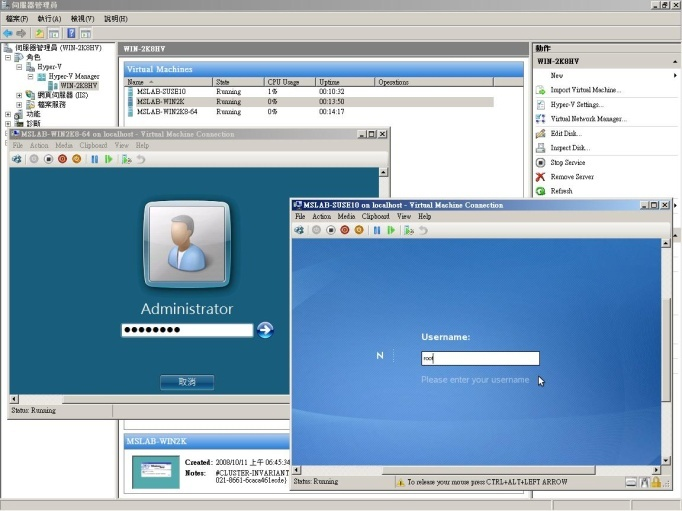 伺服器管理員
檔案(F) 執行(A) 檢視(V) 說明(H)
伺服器管理員 (WIN-2K8HV)
角色
Hyper-V
Hyper-V Manager
WIN-2K8HV
網頁伺服器 (IIS)
檔案服務
功能
診斷
WIN-2K8HV
Virtual Machines
Name State CPU Usage Uptime Operations
MSLAB-SUSE10 Running 1 % 00:10:32
MSLAB-WIN2K Running 0% 00:13:50
MSLAB-WIN2K8-64 Running 0% 00:14:17
動作
WIN-2K8HV
New
Import Virtual Machine...
Hyper-V Settings...
Virtual Network Manager...
Edit Disk...
Inspect Disk...
Stop Service
Remove Server
Refresh
MSLAB-WIN2K8-64 on localhost - Virtual Machine Connection
File Action Media Clipboard View Help
Administrator
取消
Status: Running
MSLAB-SUSE10 on localhost - Virtual Machine Connection
File Action Media Clipboard View Help
Username:
N
root
Please enter your username
Status: Running
To release your mouse press CTRL+ALT+LEFT ARROW
MSLAB-WIN2K
Created: 2008/10/11 上午 06:45:34
Notes: #CLUSTER-INVARIANT
021-8661-6caca461ecde}